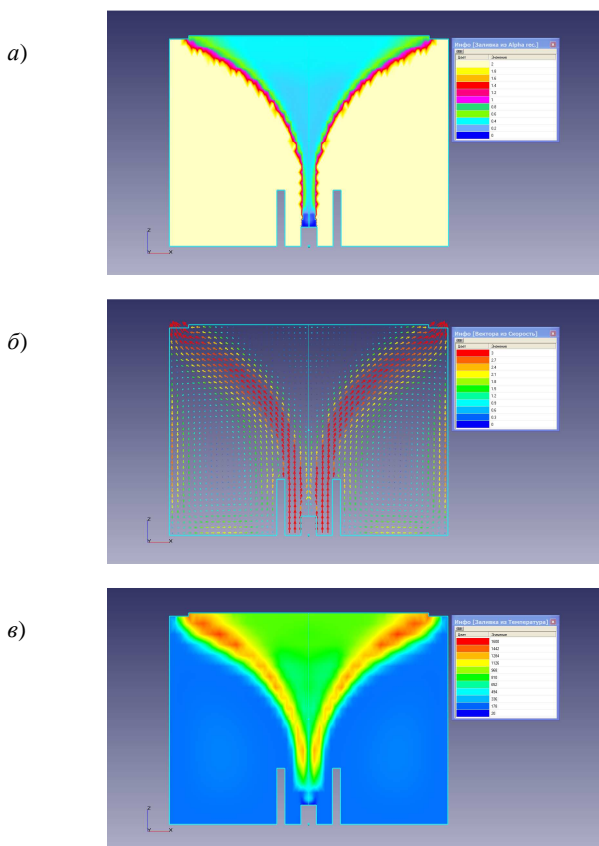 а)
Инфо [Заливка из Alpha rec.]
Цвет Значение
2
1.8
1.6
1.4
1.2
1
0.8
0.6
0.4
0.2
0
Z
Y X
б)
Инфо [Вектора из Скорость]
Цвет Значение
3
2.7
2.4
2.1
1.8
1.5
1.2
0.9
0.6
0.3
0
Z
Y X
в)
Инфо [Заливка из Температура]
Цвет Значение
1600
1442
1284
1126
968
810
652
494
336
178
20
Z
Y X